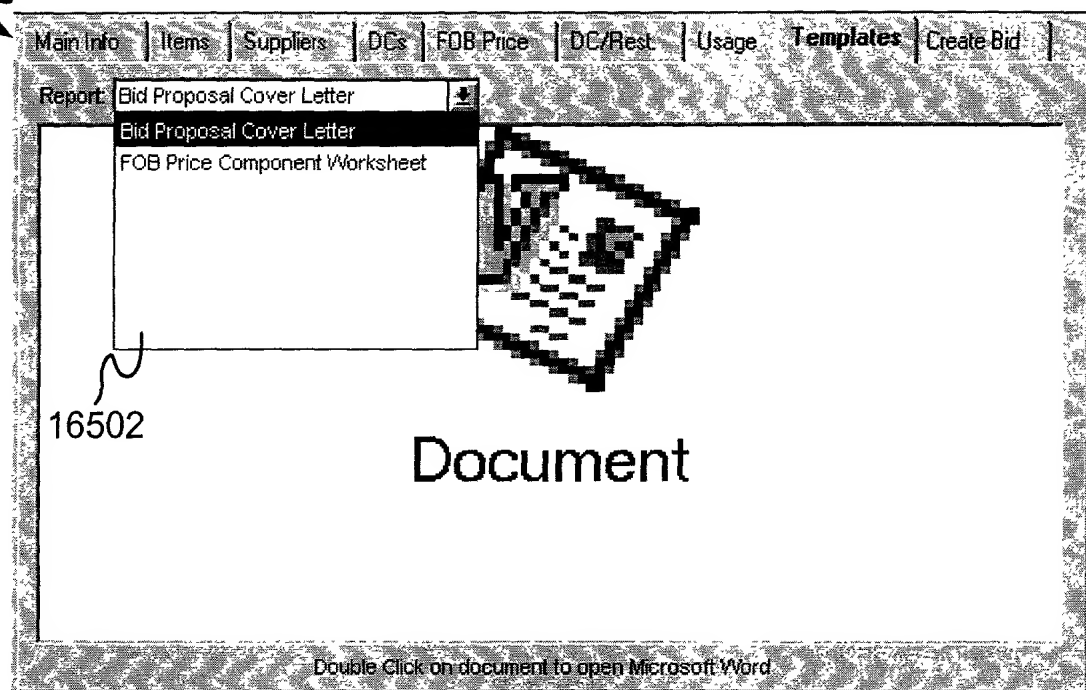 Main Info Items Suppliers DCs FOB Price DC/Rest. Usage Templates Create Bid
Report: Bid Proposal Cover Letter
Bid Proposal Cover Letter
FOB Price Component Worksheet
16502
Document
Double Click on document to open Microsoft Word